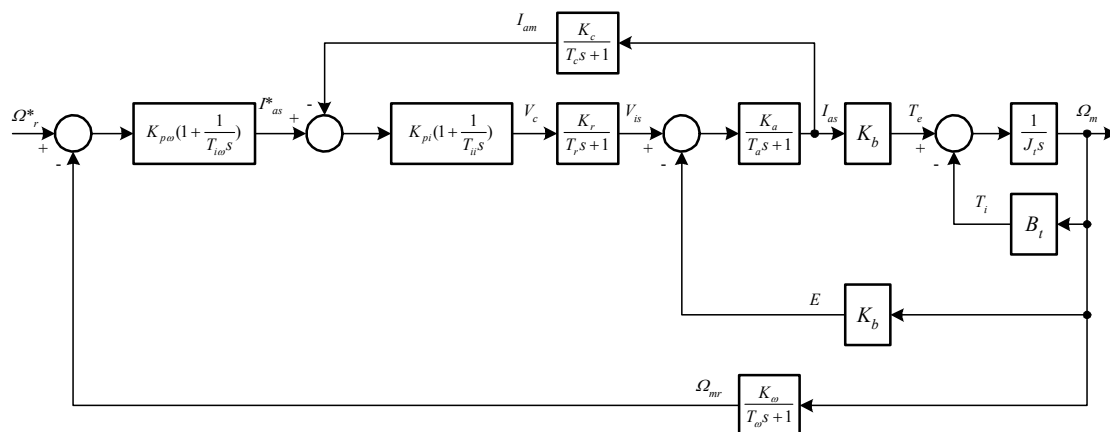 I_am
K_c / (T_c s + 1)
Ω*_r
+
-
K_pω(1 + 1 / (T_iω s))
I*_as
+
-
K_pi(1 + 1 / (T_ii s))
V_c
K_r / (T_r s + 1)
V_is
+
-
K_a / (T_a s + 1)
I_as
K_b
T_e
+
-
1 / (J_t s)
Ω_m
T_i
B_t
E
K_b
Ω_mr
K_ω / (T_ω s + 1)